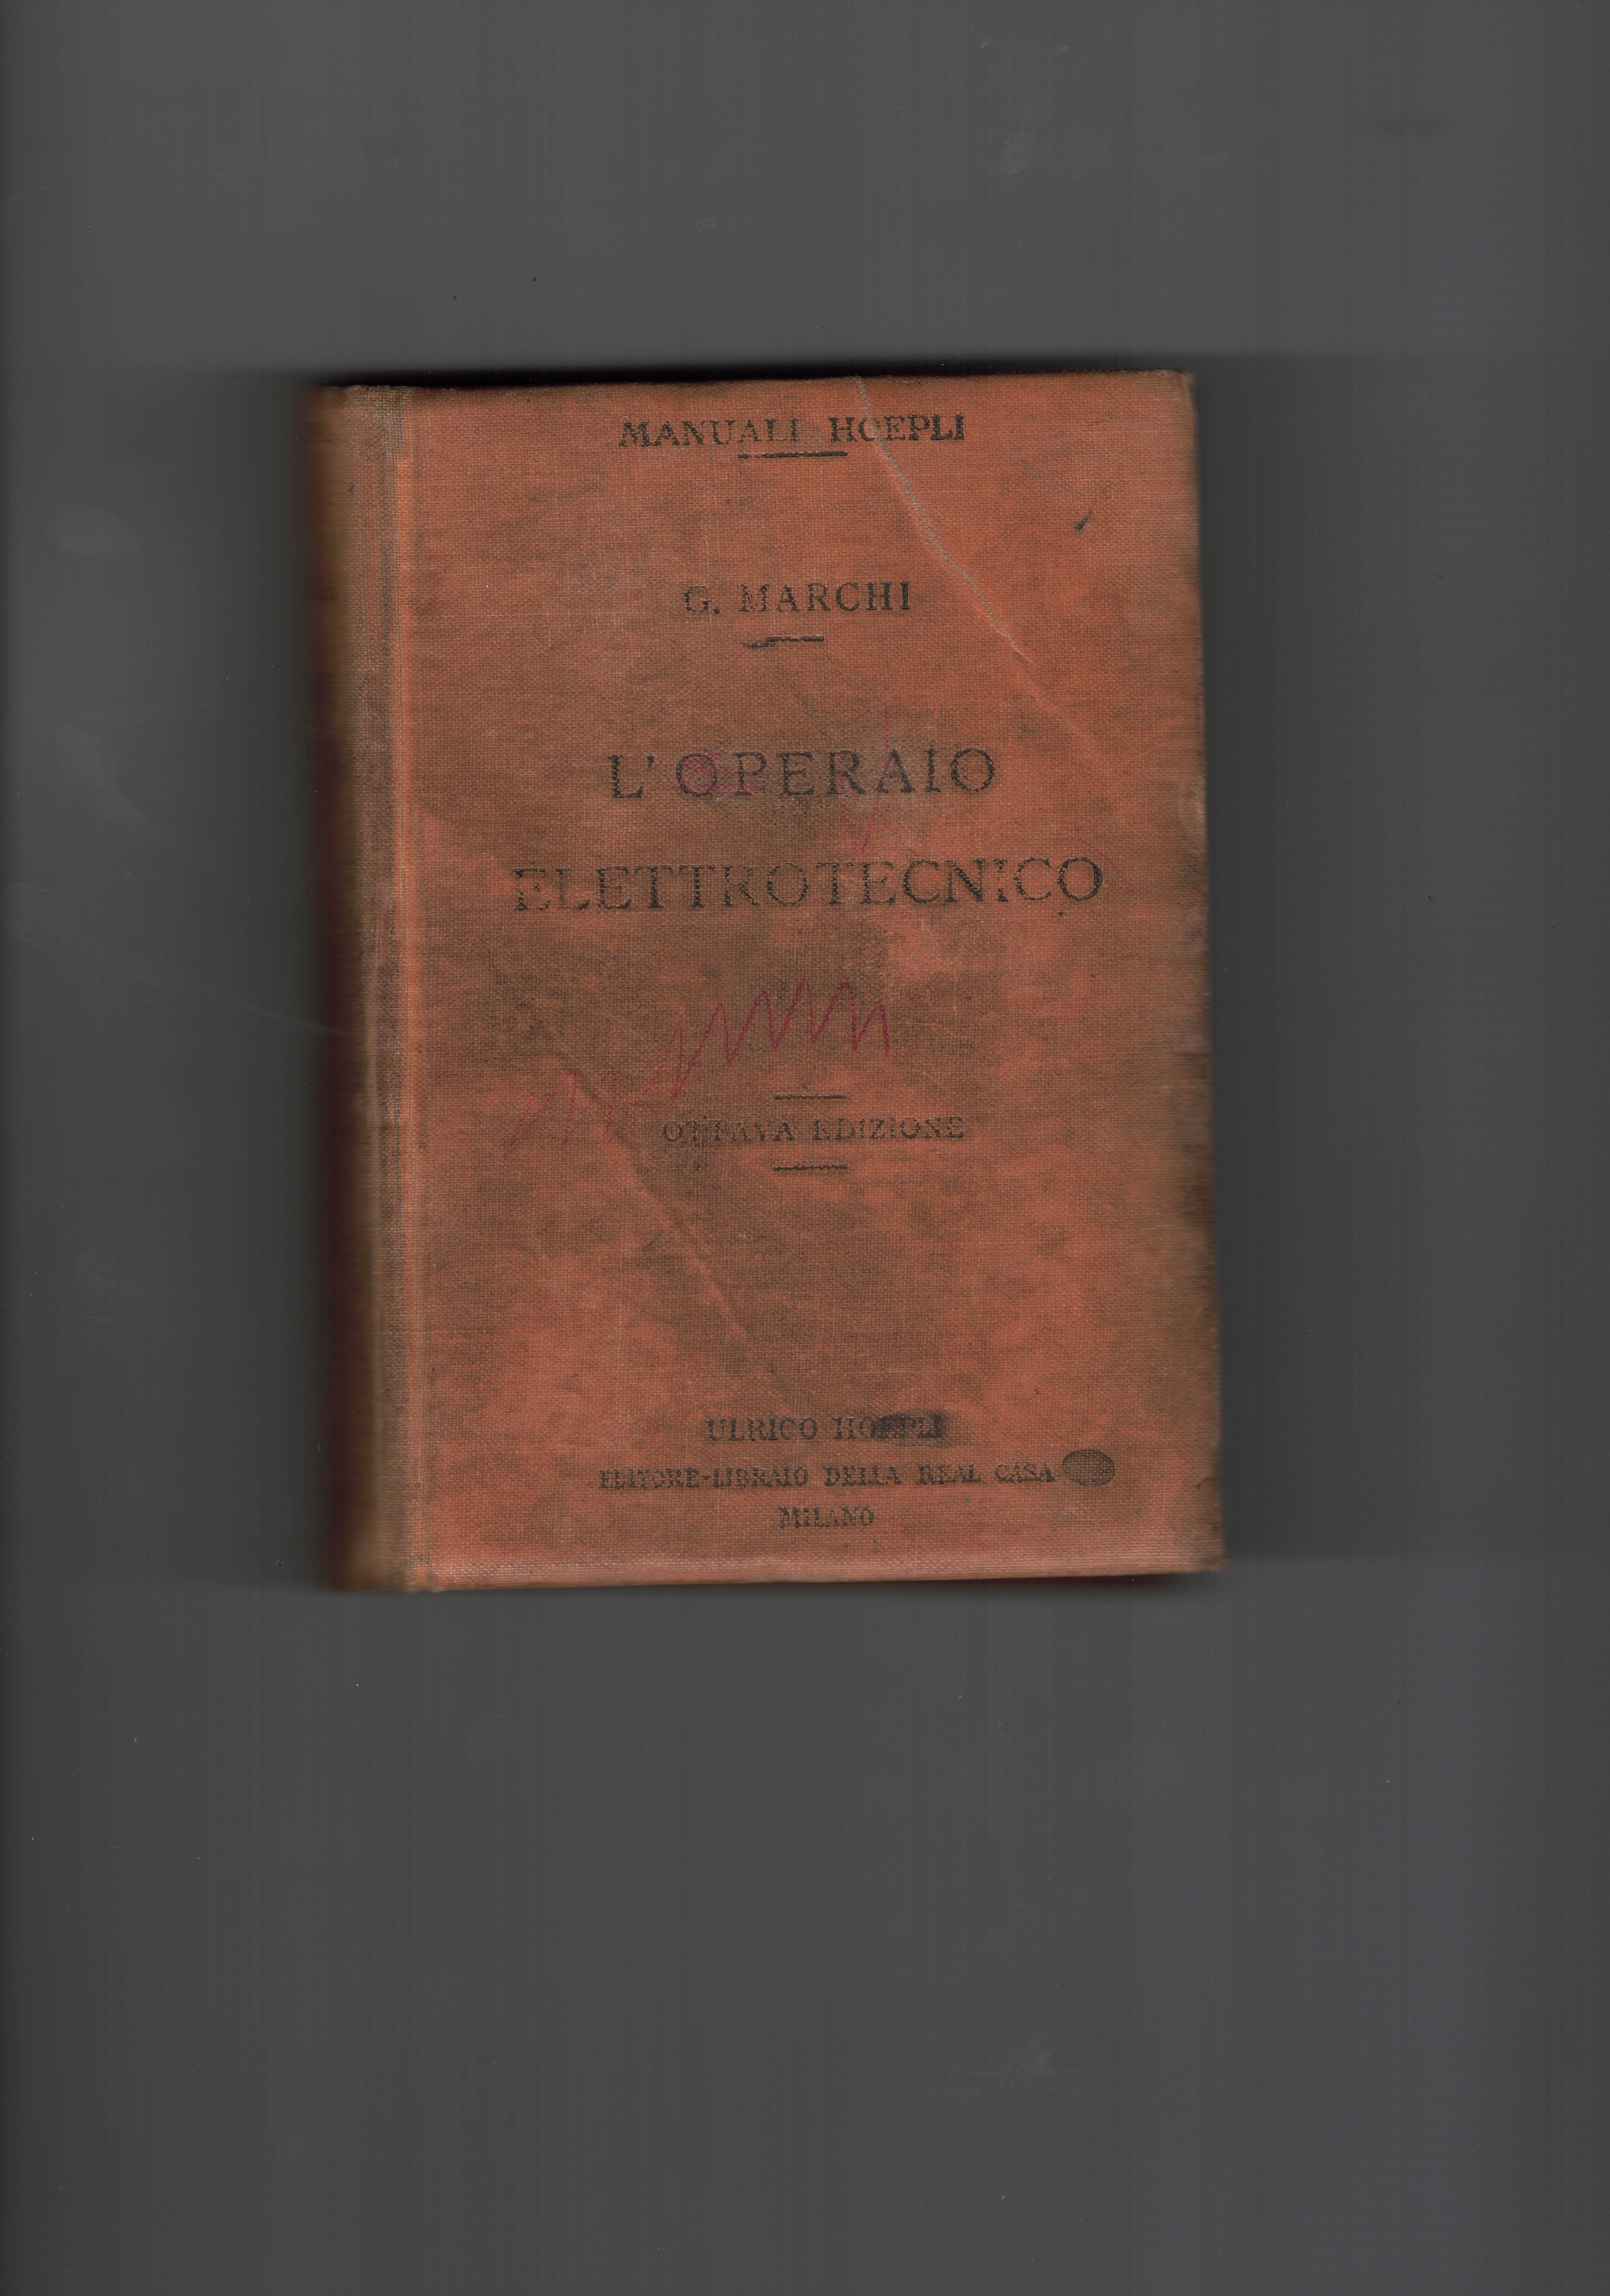 MANUALI HOEPLI
G. MARCHI
L'OPERAIO
ELETTROTECNICO
OTTAVA EDIZIONE
ULRICO HOEPLI
EDITORE-LIBRAIO DELLA REAL CASA
MILANO